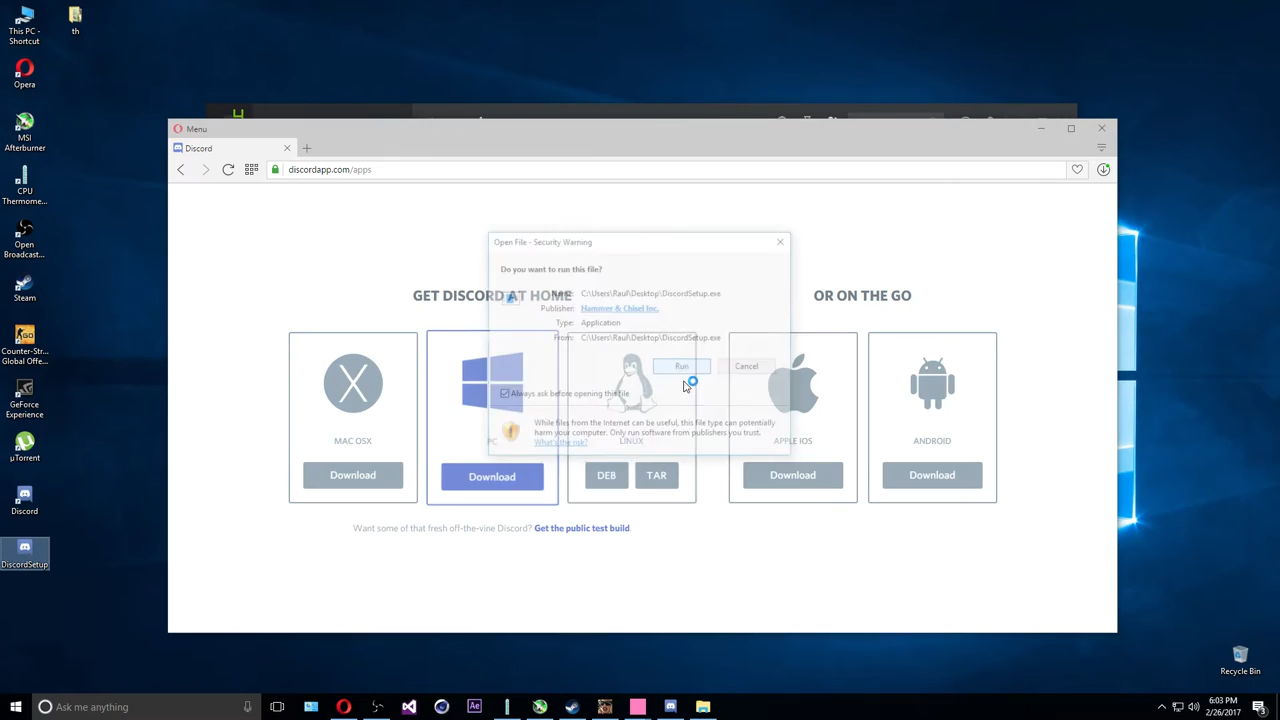 This PC -
Shortcut
th
Opera
MSI
Afterburner
CPU
Thermome...
Open
Broadcast...
Steam
Counter-Str...
Global Offe...
GeForce
Experience
µTorrent
Discord
DiscordSetup
Menu
Discord
discordapp.com/apps
Open File - Security Warning
Do you want to run this file?
GET DISCORD AT HOME
OR ON THE GO
Name: C:\Users\Raul\Desktop\DiscordSetup.exe
Publisher: Hammer & Chisel Inc.
Type: Application
From: C:\Users\Raul\Desktop\DiscordSetup.exe
Run
Cancel
Always ask before opening this file
While files from the Internet can be useful, this file type can potentially
harm your computer. Only run software from publishers you trust.
What's the risk?
MAC OSX
PC
LINUX
APPLE IOS
ANDROID
Download
Download
DEB
TAR
Download
Download
Want some of that fresh off-the-vine Discord? Get the public test build.
Recycle Bin
Ask me anything
Ae
6:03 PM
2/26/2017
3